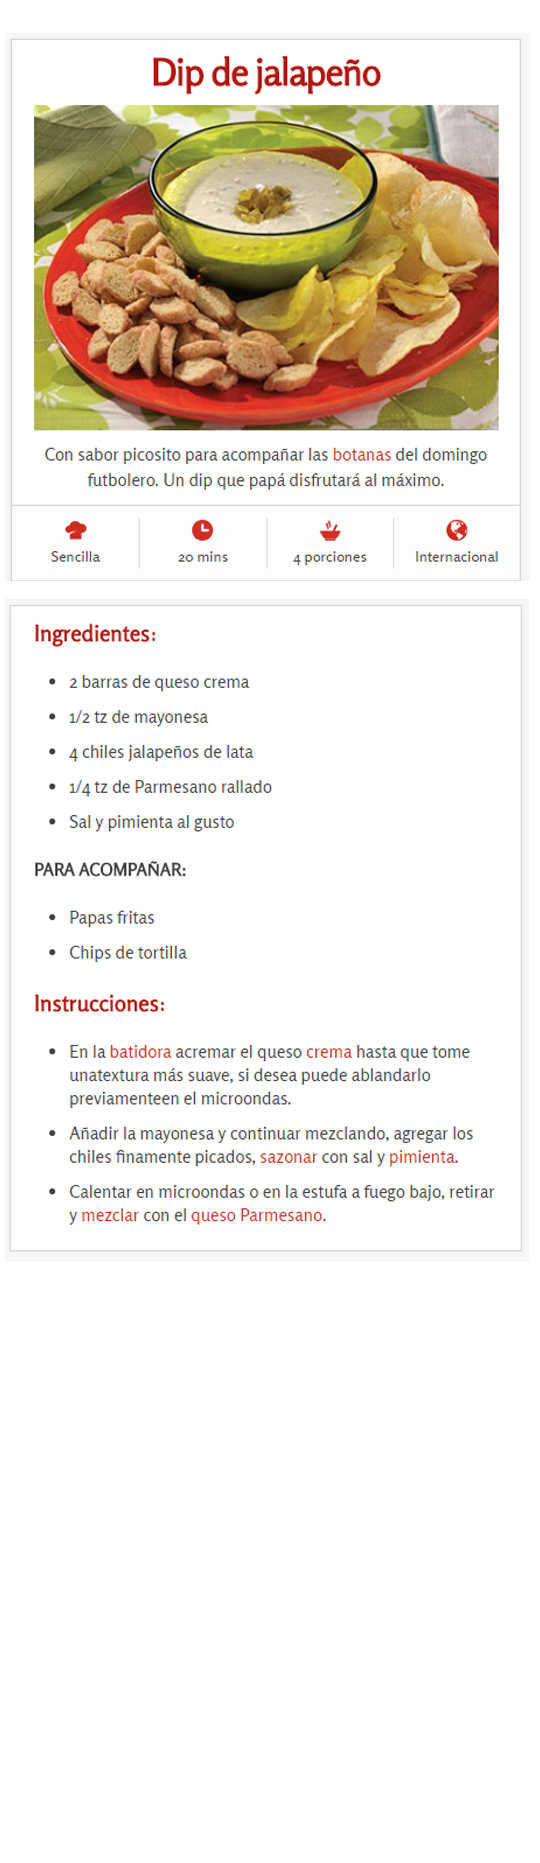 Dip de jalapeño
Con sabor picosito para acompañar las botanas del domingo
futbolero. Un dip que papá disfrutará al máximo.
Sencilla
20 mins
4 porciones
Internacional
Ingredientes:
• 2 barras de queso crema
• 1/2 tz de mayonesa
• 4 chiles jalapeños de lata
• 1/4 tz de Parmesano rallado
• Sal y pimienta al gusto
PARA ACOMPAÑAR:
• Papas fritas
• Chips de tortilla
Instrucciones:
• En la batidora acremar el queso crema hasta que tome
unatextura más suave, si desea puede ablandarlo
previamenteen el microondas.
• Añadir la mayonesa y continuar mezclando, agregar los
chiles finamente picados, sazonar con sal y pimienta.
• Calentar en microondas o en la estufa a fuego bajo, retirar
y mezclar con el queso Parmesano.